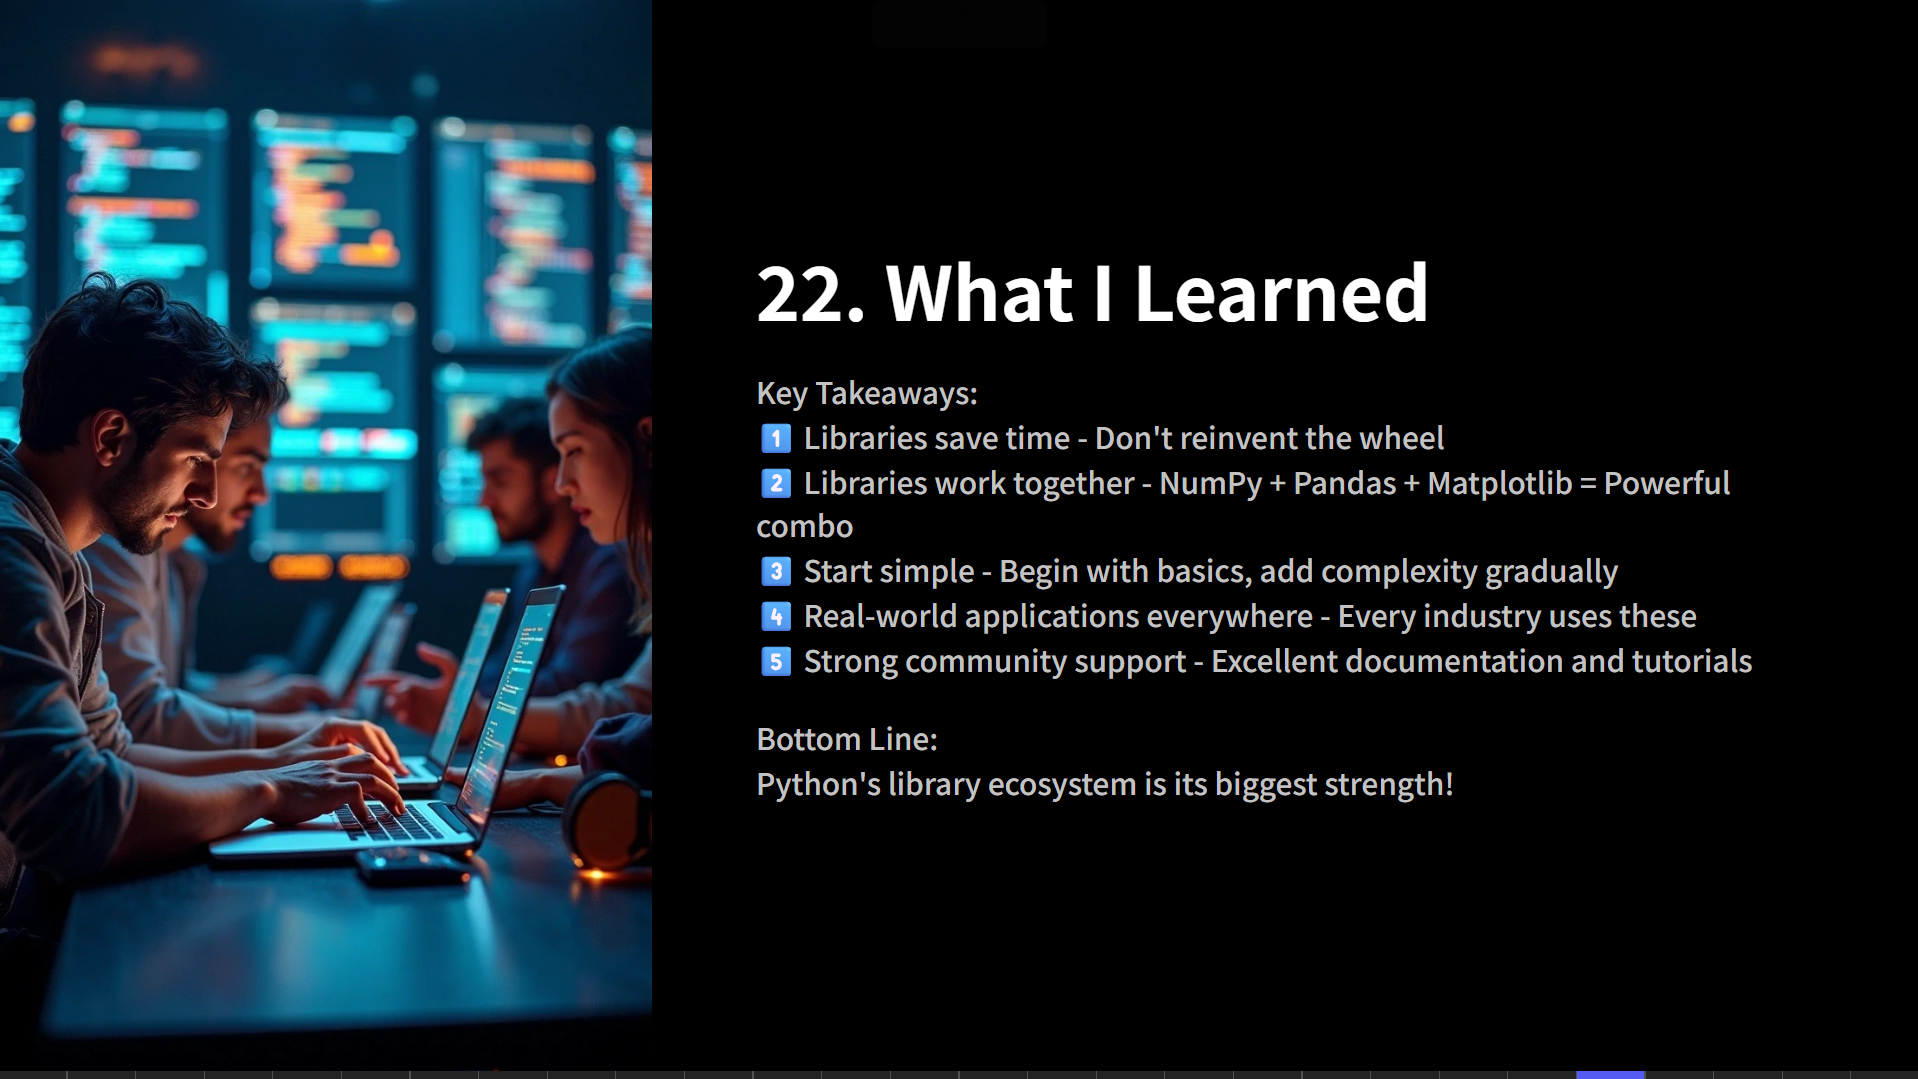 22. What I Learned
Key Takeaways:
1 Libraries save time - Don't reinvent the wheel
2 Libraries work together - NumPy + Pandas + Matplotlib = Powerful
combo
3 Start simple - Begin with basics, add complexity gradually
4 Real-world applications everywhere - Every industry uses these
5 Strong community support - Excellent documentation and tutorials
Bottom Line:
Python's library ecosystem is its biggest strength!